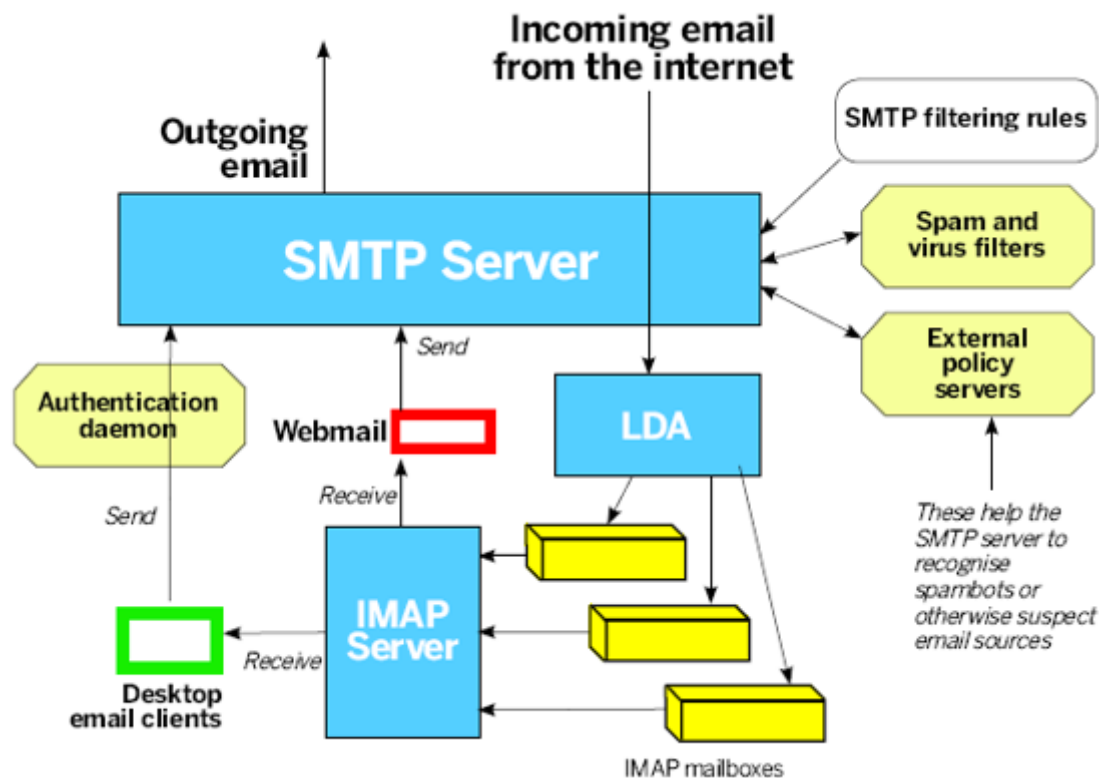 Incoming email
from the internet
Outgoing
email
SMTP filtering rules
SMTP Server
Spam and
virus filters
External
policy
servers
Send
Authentication
daemon
Webmail
LDA
Receive
Send
These help the
SMTP server to
recognise
spambots or
otherwise suspect
email sources
IMAP
Server
Receive
Desktop
email clients
IMAP mailboxes